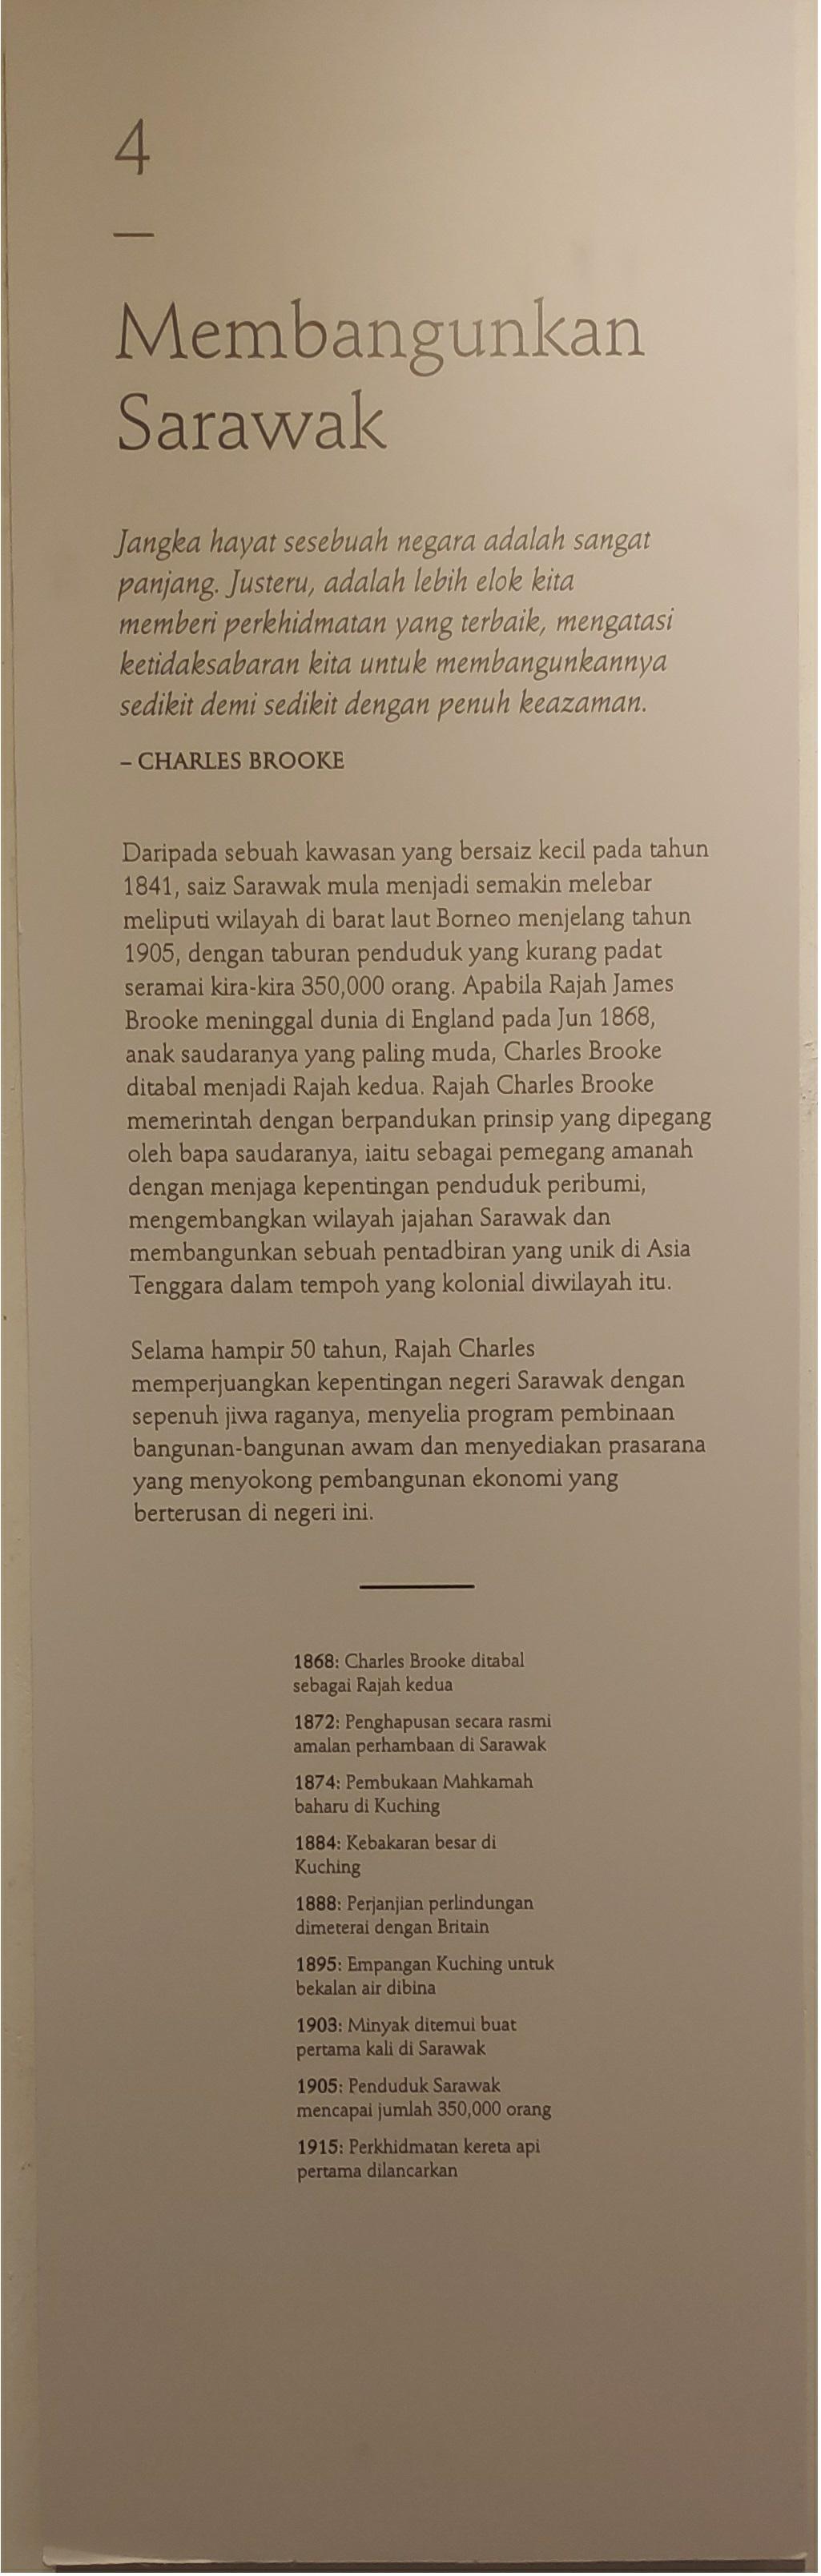 4
Membangunkan
Sarawak
Jangka hayat sesebuah negara adalah sangat
panjang. Justeru, adalah lebih elok kita
memberi perkhidmatan yang terbaik, mengatasi
ketidaksabaran kita untuk membangunkannya
sedikit demi sedikit dengan penuh keazaman.
– CHARLES BROOKE
Daripada sebuah kawasan yang bersaiz kecil pada tahun
1841, saiz Sarawak mula menjadi semakin melebar
meliputi wilayah di barat laut Borneo menjelang tahun
1905, dengan taburan penduduk yang kurang padat
seramai kira-kira 350,000 orang. Apabila Rajah James
Brooke meninggal dunia di England pada Jun 1868,
anak saudaranya yang paling muda, Charles Brooke
ditabal menjadi Rajah kedua. Rajah Charles Brooke
memerintah dengan berpandukan prinsip yang dipegang
oleh bapa saudaranya, iaitu sebagai pemegang amanah
dengan menjaga kepentingan penduduk peribumi,
mengembangkan wilayah jajahan Sarawak dan
membangunkan sebuah pentadbiran yang unik di Asia
Tenggara dalam tempoh yang kolonial diwilayah itu.
Selama hampir 50 tahun, Rajah Charles
memperjuangkan kepentingan negeri Sarawak dengan
sepenuh jiwa raganya, menyelia program pembinaan
bangunan-bangunan awam dan menyediakan prasarana
yang menyokong pembangunan ekonomi yang
berterusan di negeri ini.
1868: Charles Brooke ditabal
sebagai Rajah kedua
1872: Penghapusan secara rasmi
amalan perhambaan di Sarawak
1874: Pembukaan Mahkamah
baharu di Kuching
1884: Kebakaran besar di
Kuching
1888: Perjanjian perlindungan
dimeterai dengan Britain
1895: Empangan Kuching untuk
bekalan air dibina
1903: Minyak ditemui buat
pertama kali di Sarawak
1905: Penduduk Sarawak
mencapai jumlah 350,000 orang
1915: Perkhidmatan kereta api
pertama dilancarkan